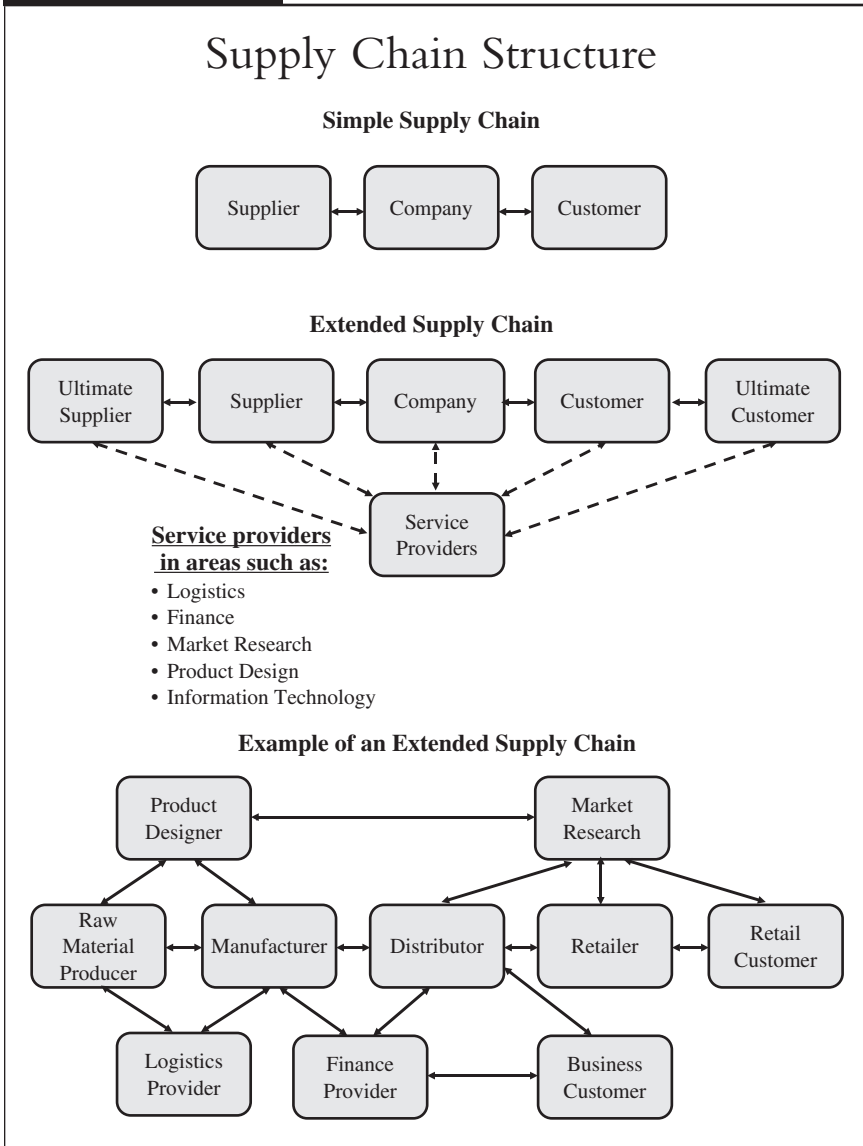 Supply Chain Structure
Simple Supply Chain
Supplier
Company
Customer
Extended Supply Chain
Ultimate
Supplier
Supplier
Company
Customer
Ultimate
Customer
Service
Providers
Service providers
in areas such as:
• Logistics
• Finance
• Market Research
• Product Design
• Information Technology
Example of an Extended Supply Chain
Product
Designer
Market
Research
Raw
Material
Producer
Manufacturer
Distributor
Retailer
Retail
Customer
Logistics
Provider
Finance
Provider
Business
Customer